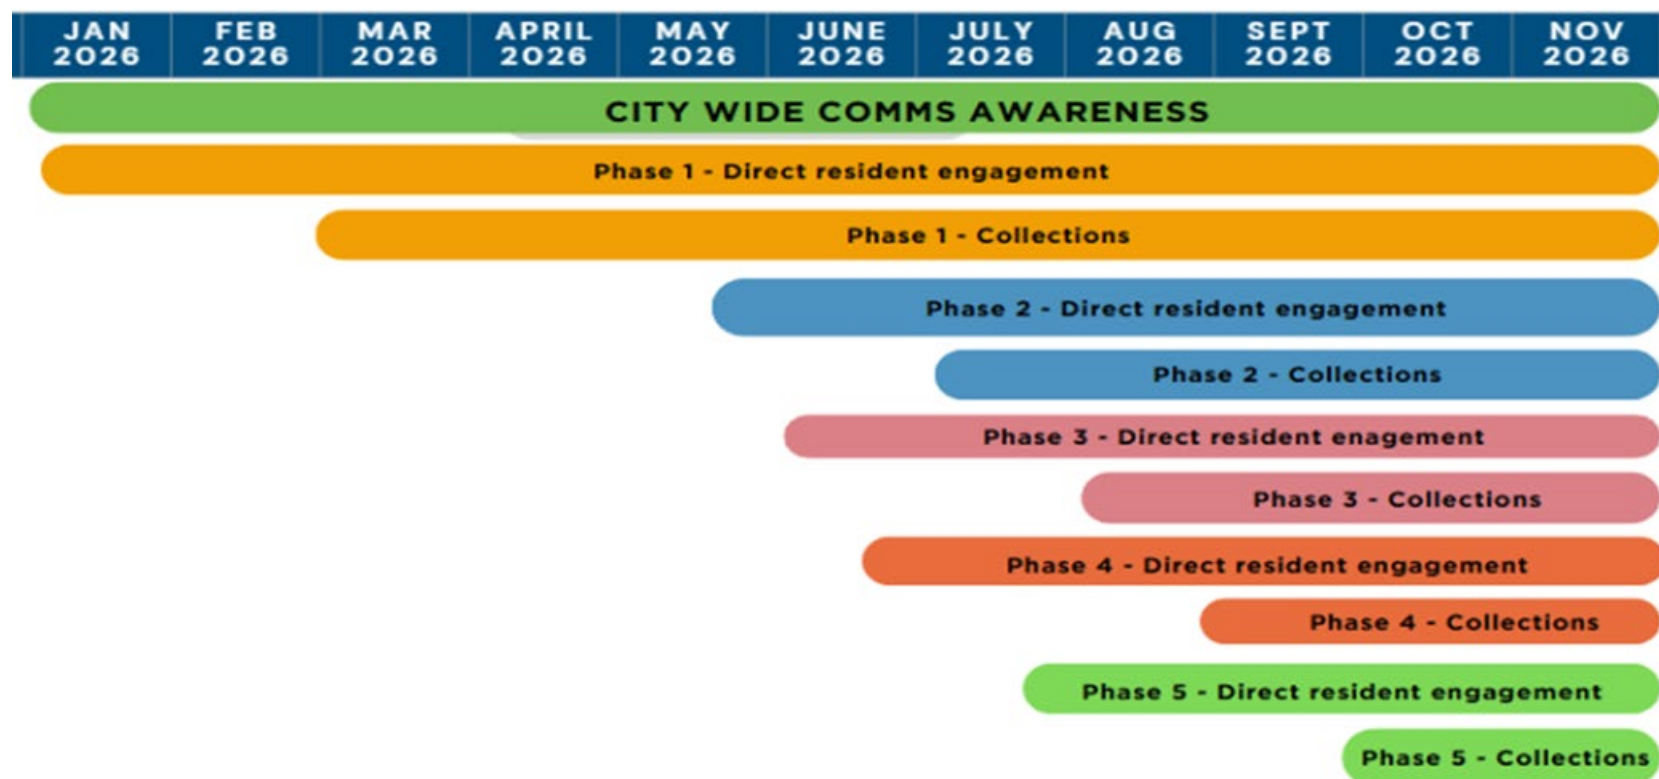 JAN FEB MAR APRIL MAY JUNE JULY AUG SEPT OCT NOV
2026 2026 2026 2026 2026 2026 2026 2026 2026 2026 2026
CITY WIDE COMMS AWARENESS
Phase 1 - Direct resident engagement
Phase 1 - Collections
Phase 2 - Direct resident engagement
Phase 2 - Collections
Phase 3 - Direct resident enagement
Phase 3 - Collections
Phase 4 - Direct resident engagement
Phase 4 - Collections
Phase 5 - Direct resident engagement
Phase 5 - Collections